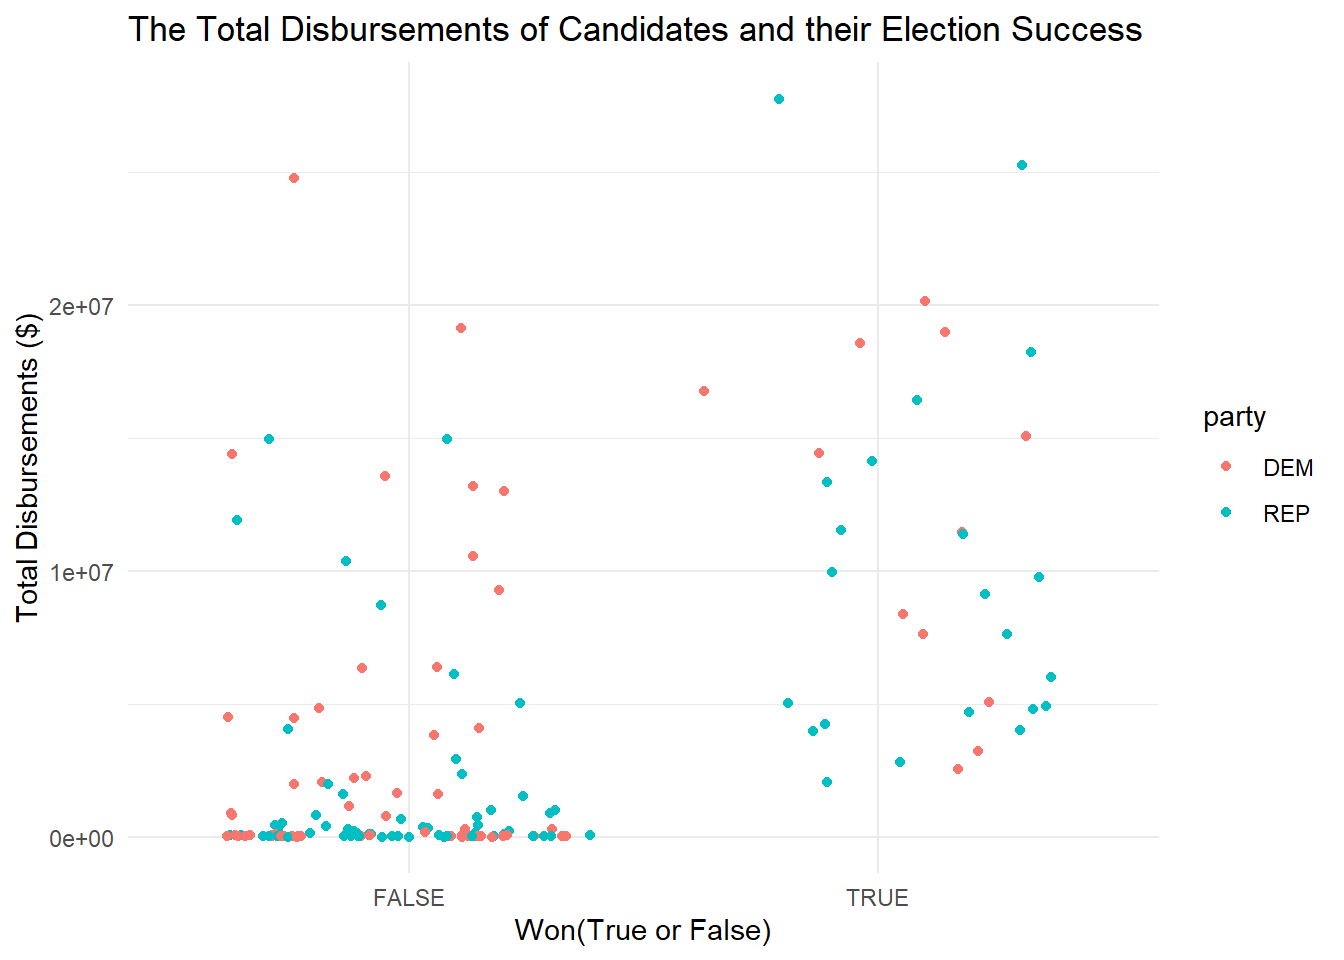 The Total Disbursements of Candidates and their Election Success
Total Disbursements ($)
2e+07
1e+07
0e+00
FALSE
TRUE
Won(True or False)
party
DEM
REP